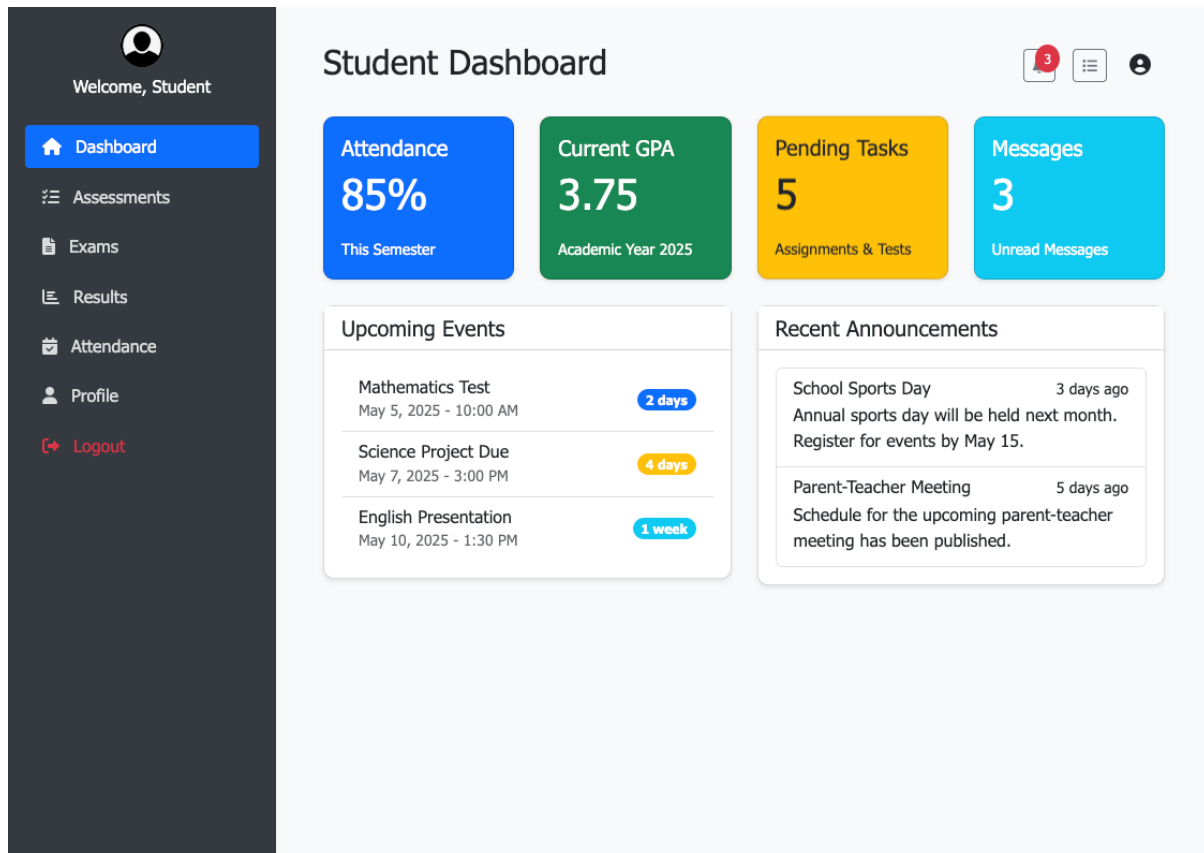 Welcome, Student
Dashboard
Assessments
Exams
Results
Attendance
Profile
Logout
Student Dashboard
3
Attendance
85%
This Semester
Current GPA
3.75
Academic Year 2025
Pending Tasks
5
Assignments & Tests
Messages
3
Unread Messages
Upcoming Events
Mathematics Test
May 5, 2025 - 10:00 AM
2 days
Science Project Due
May 7, 2025 - 3:00 PM
4 days
English Presentation
May 10, 2025 - 1:30 PM
1 week
Recent Announcements
School Sports Day
3 days ago
Annual sports day will be held next month.
Register for events by May 15.
Parent-Teacher Meeting
5 days ago
Schedule for the upcoming parent-teacher
meeting has been published.